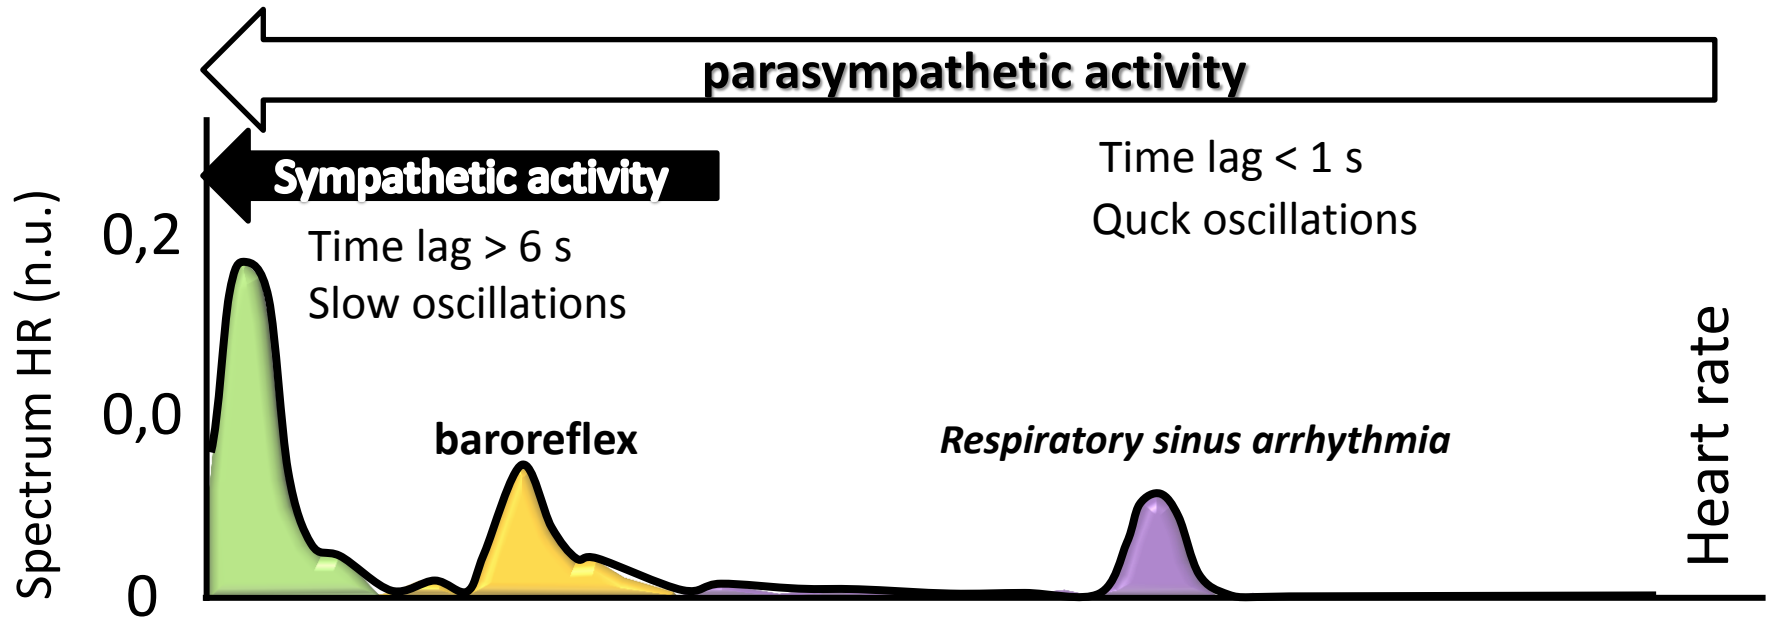 parasympathetic activity
Sympathetic activity
Time lag < 1 s
Quck oscillations
Time lag > 6 s
Slow oscillations
Spectrum HR (n.u.)
0,2
0,0
0
baroreflex
Respiratory sinus arrhythmia
Heart rate